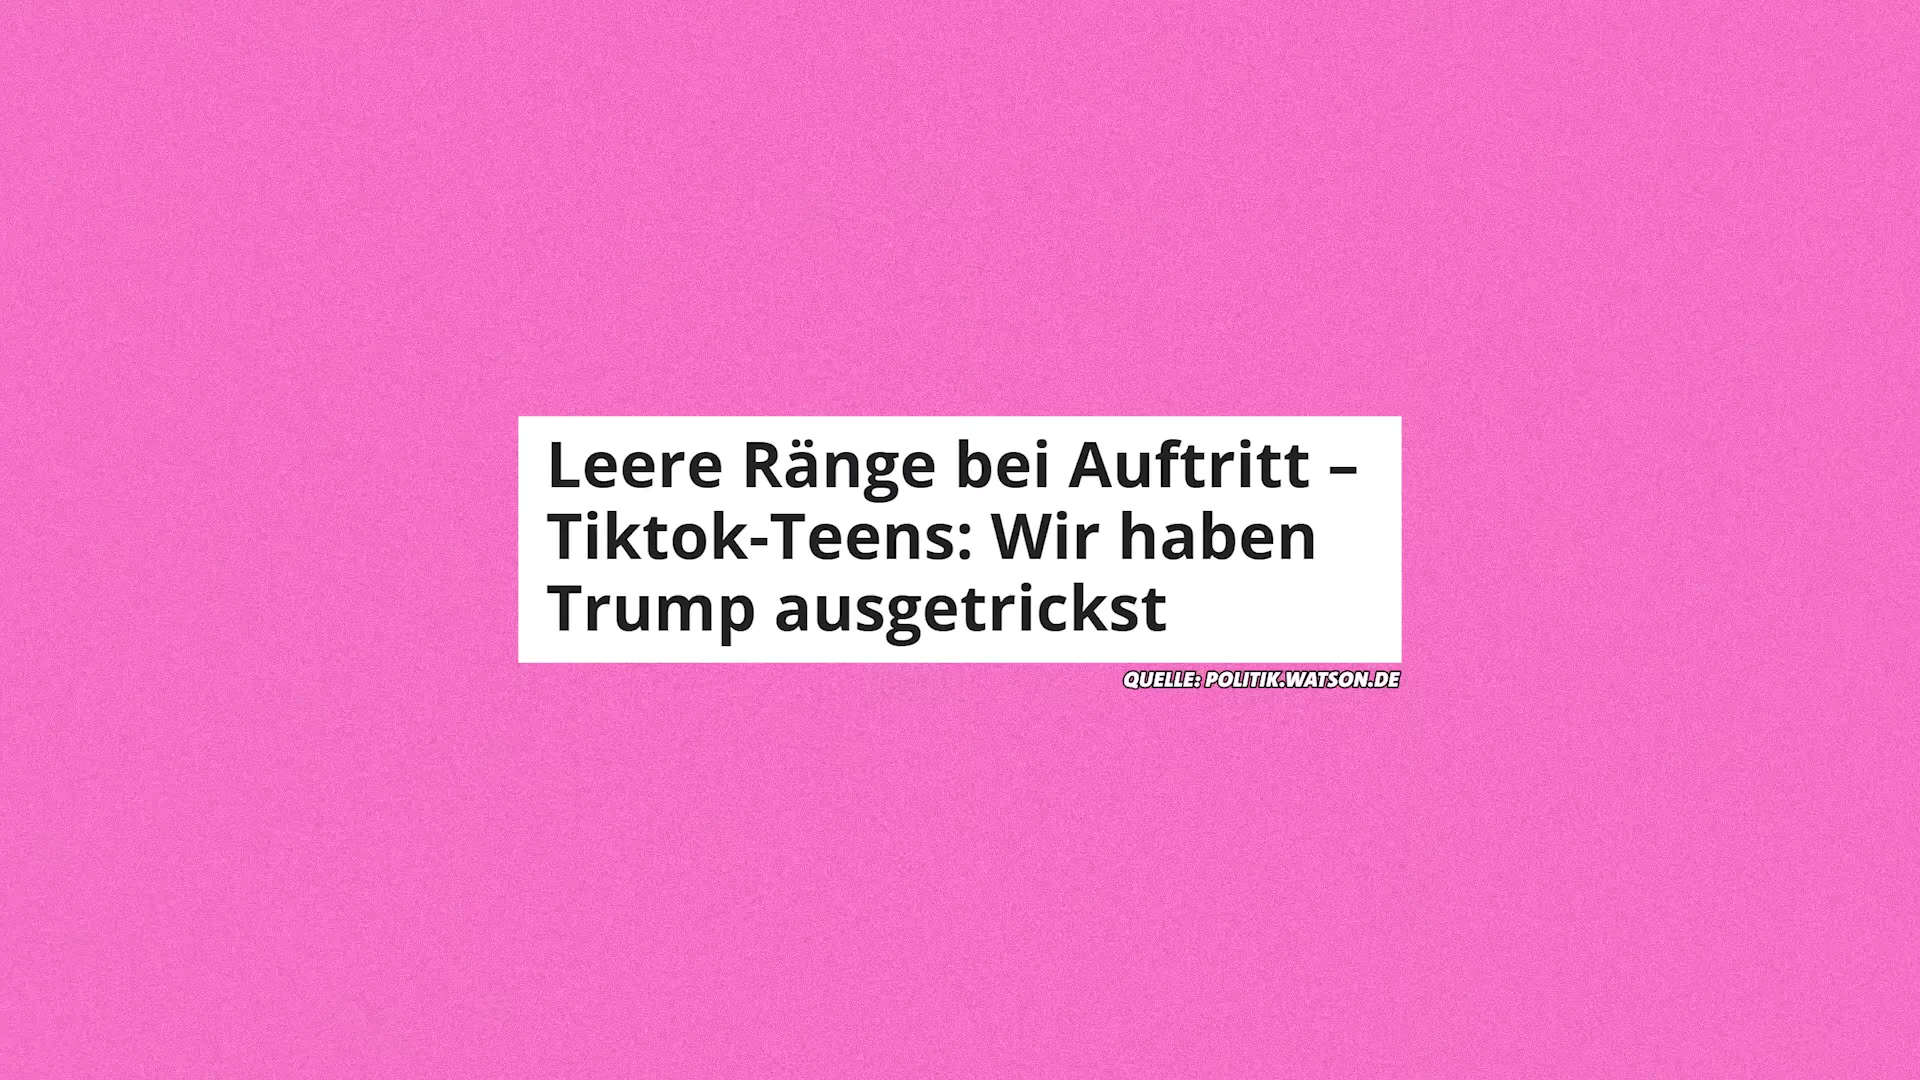 Leere Ränge bei Auftritt –
Tiktok-Teens: Wir haben
Trump ausgetrickst
QUELLE: POLITIK.WATSON.DE